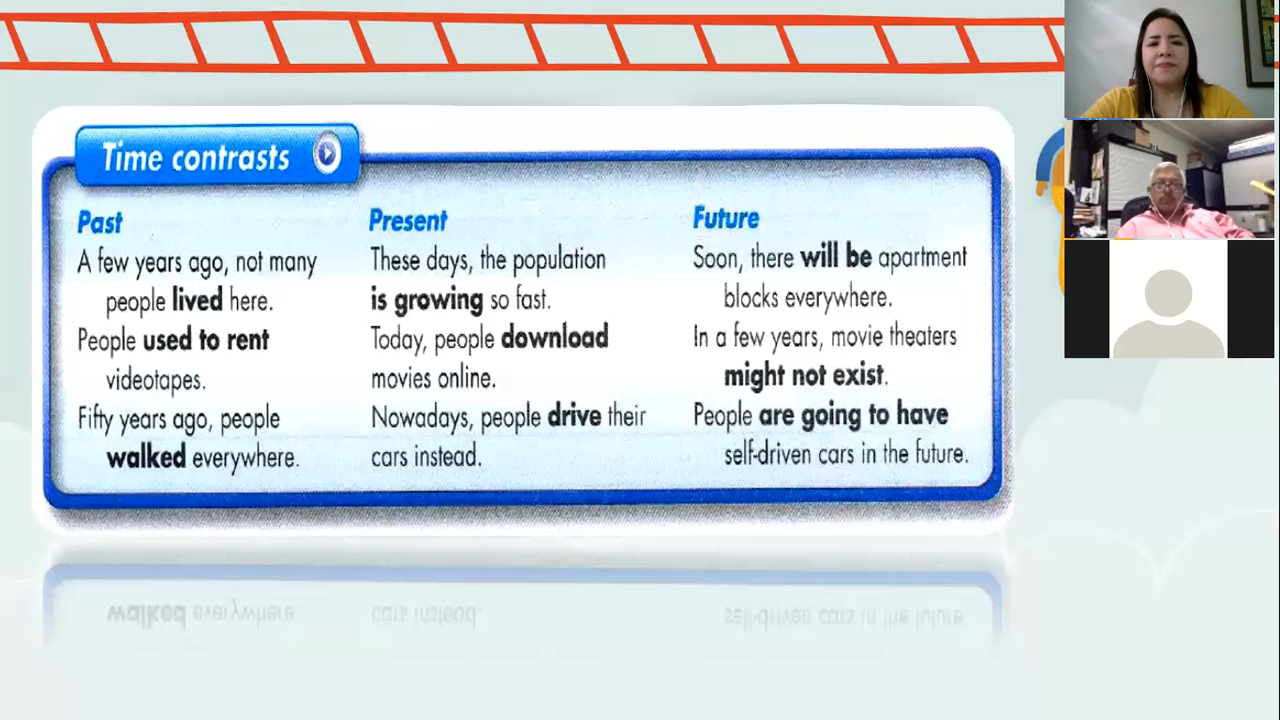 Time contrasts
Past
A few years ago, not many
people lived here.
People used to rent
videotapes.
Fifty years ago, people
walked everywhere.
Present
These days, the population
is growing so fast.
Today, people download
movies online.
Nowadays, people drive their
cars instead.
Future
Soon, there will be apartment
blocks everywhere.
In a few years, movie theaters
might not exist.
People are going to have
self-driven cars in the future.